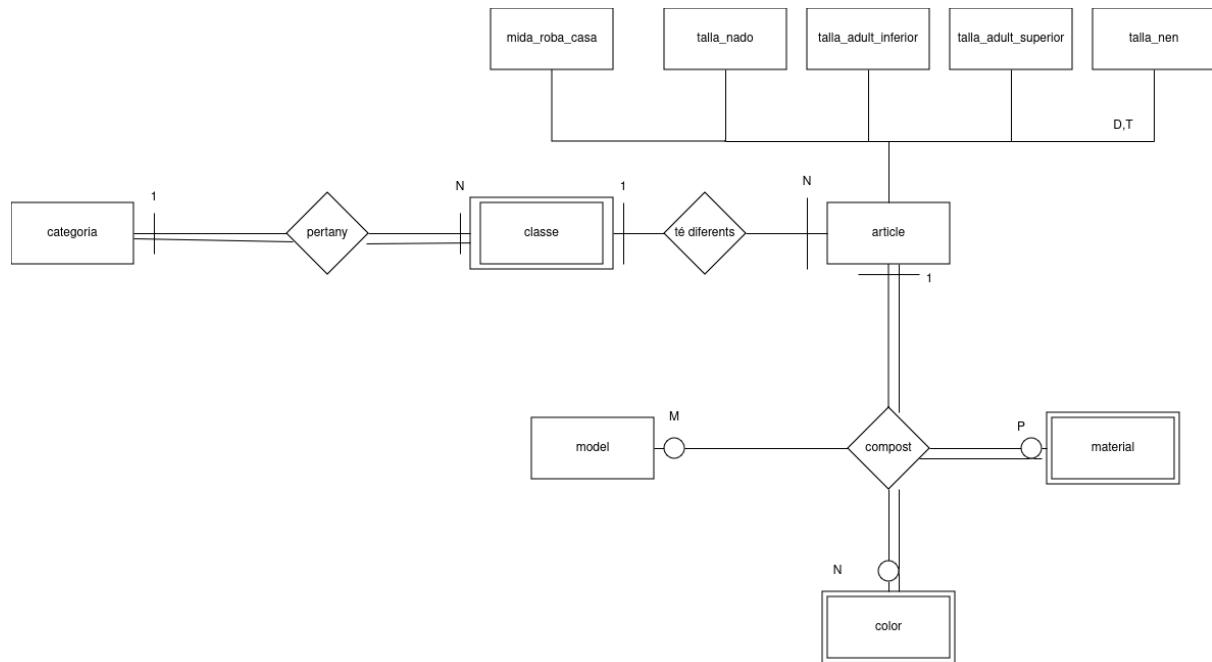 mida_roba_casa
talla_nado
talla_adult_inferior
talla_adult_superior
talla_nen
D,T
1
N
1
N
categoria
pertany
classe
té diferents
article
1
M
P
model
compost
material
N
color